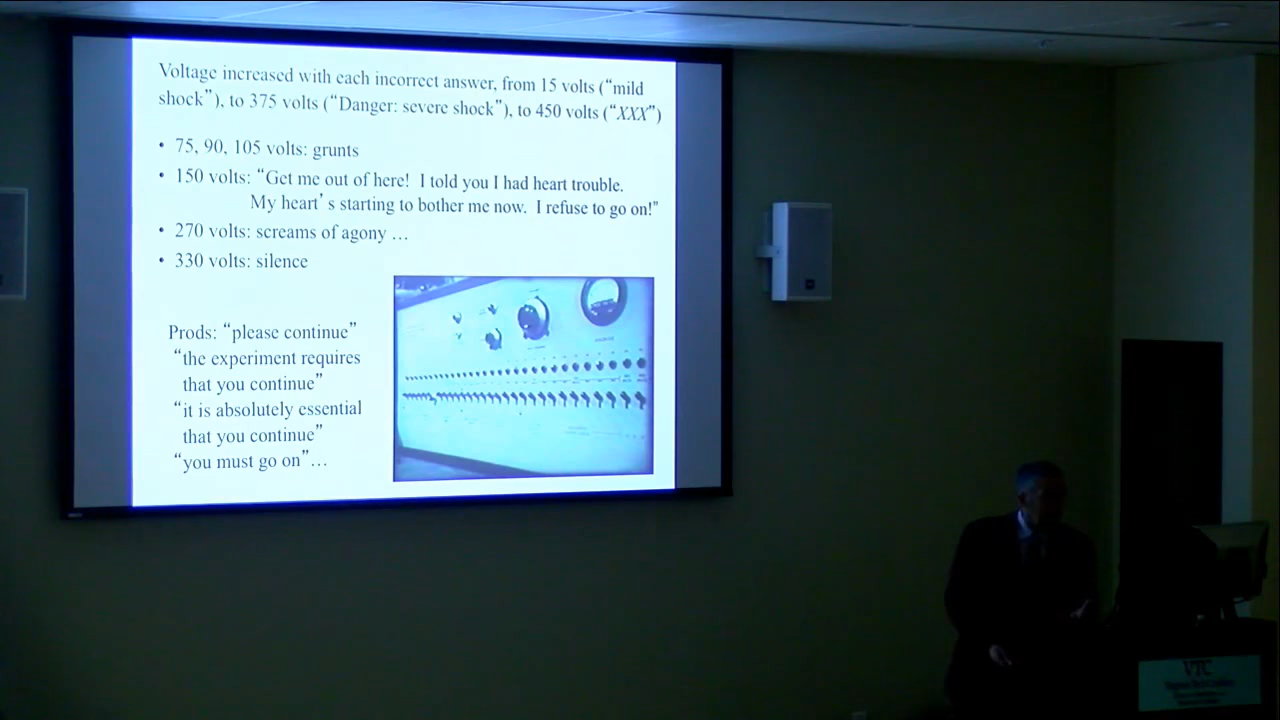 Voltage increased with each incorrect answer, from 15 volts (“mild
shock”), to 375 volts (“Danger: severe shock”), to 450 volts (“XXX”)
• 75, 90, 105 volts: grunts
• 150 volts: “Get me out of here!  I told you I had heart trouble.
My heart’s starting to bother me now.  I refuse to go on!"
• 270 volts: screams of agony …
• 330 volts: silence
Prods: “please continue”
“the experiment requires
that you continue”
“it is absolutely essential
that you continue”
“you must go on”…
VTC